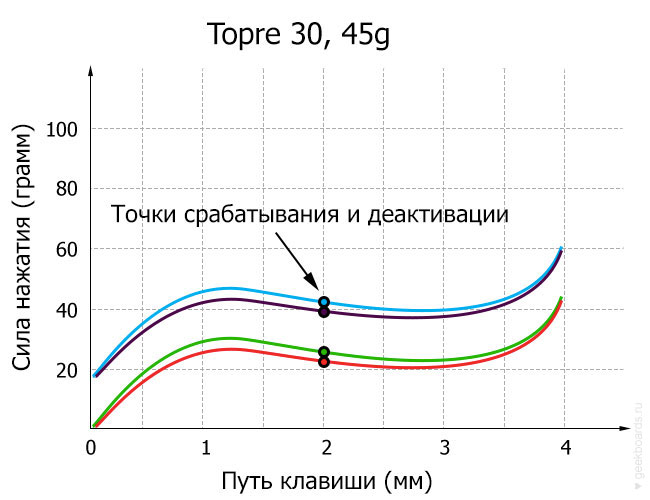 Topre 30, 45g
Сила нажатия (грамм)
100
80
Точки срабатывания и деактивации
60
40
20
0
1
2
3
4
Путь клавиши (мм)
♥ geekboards.ru